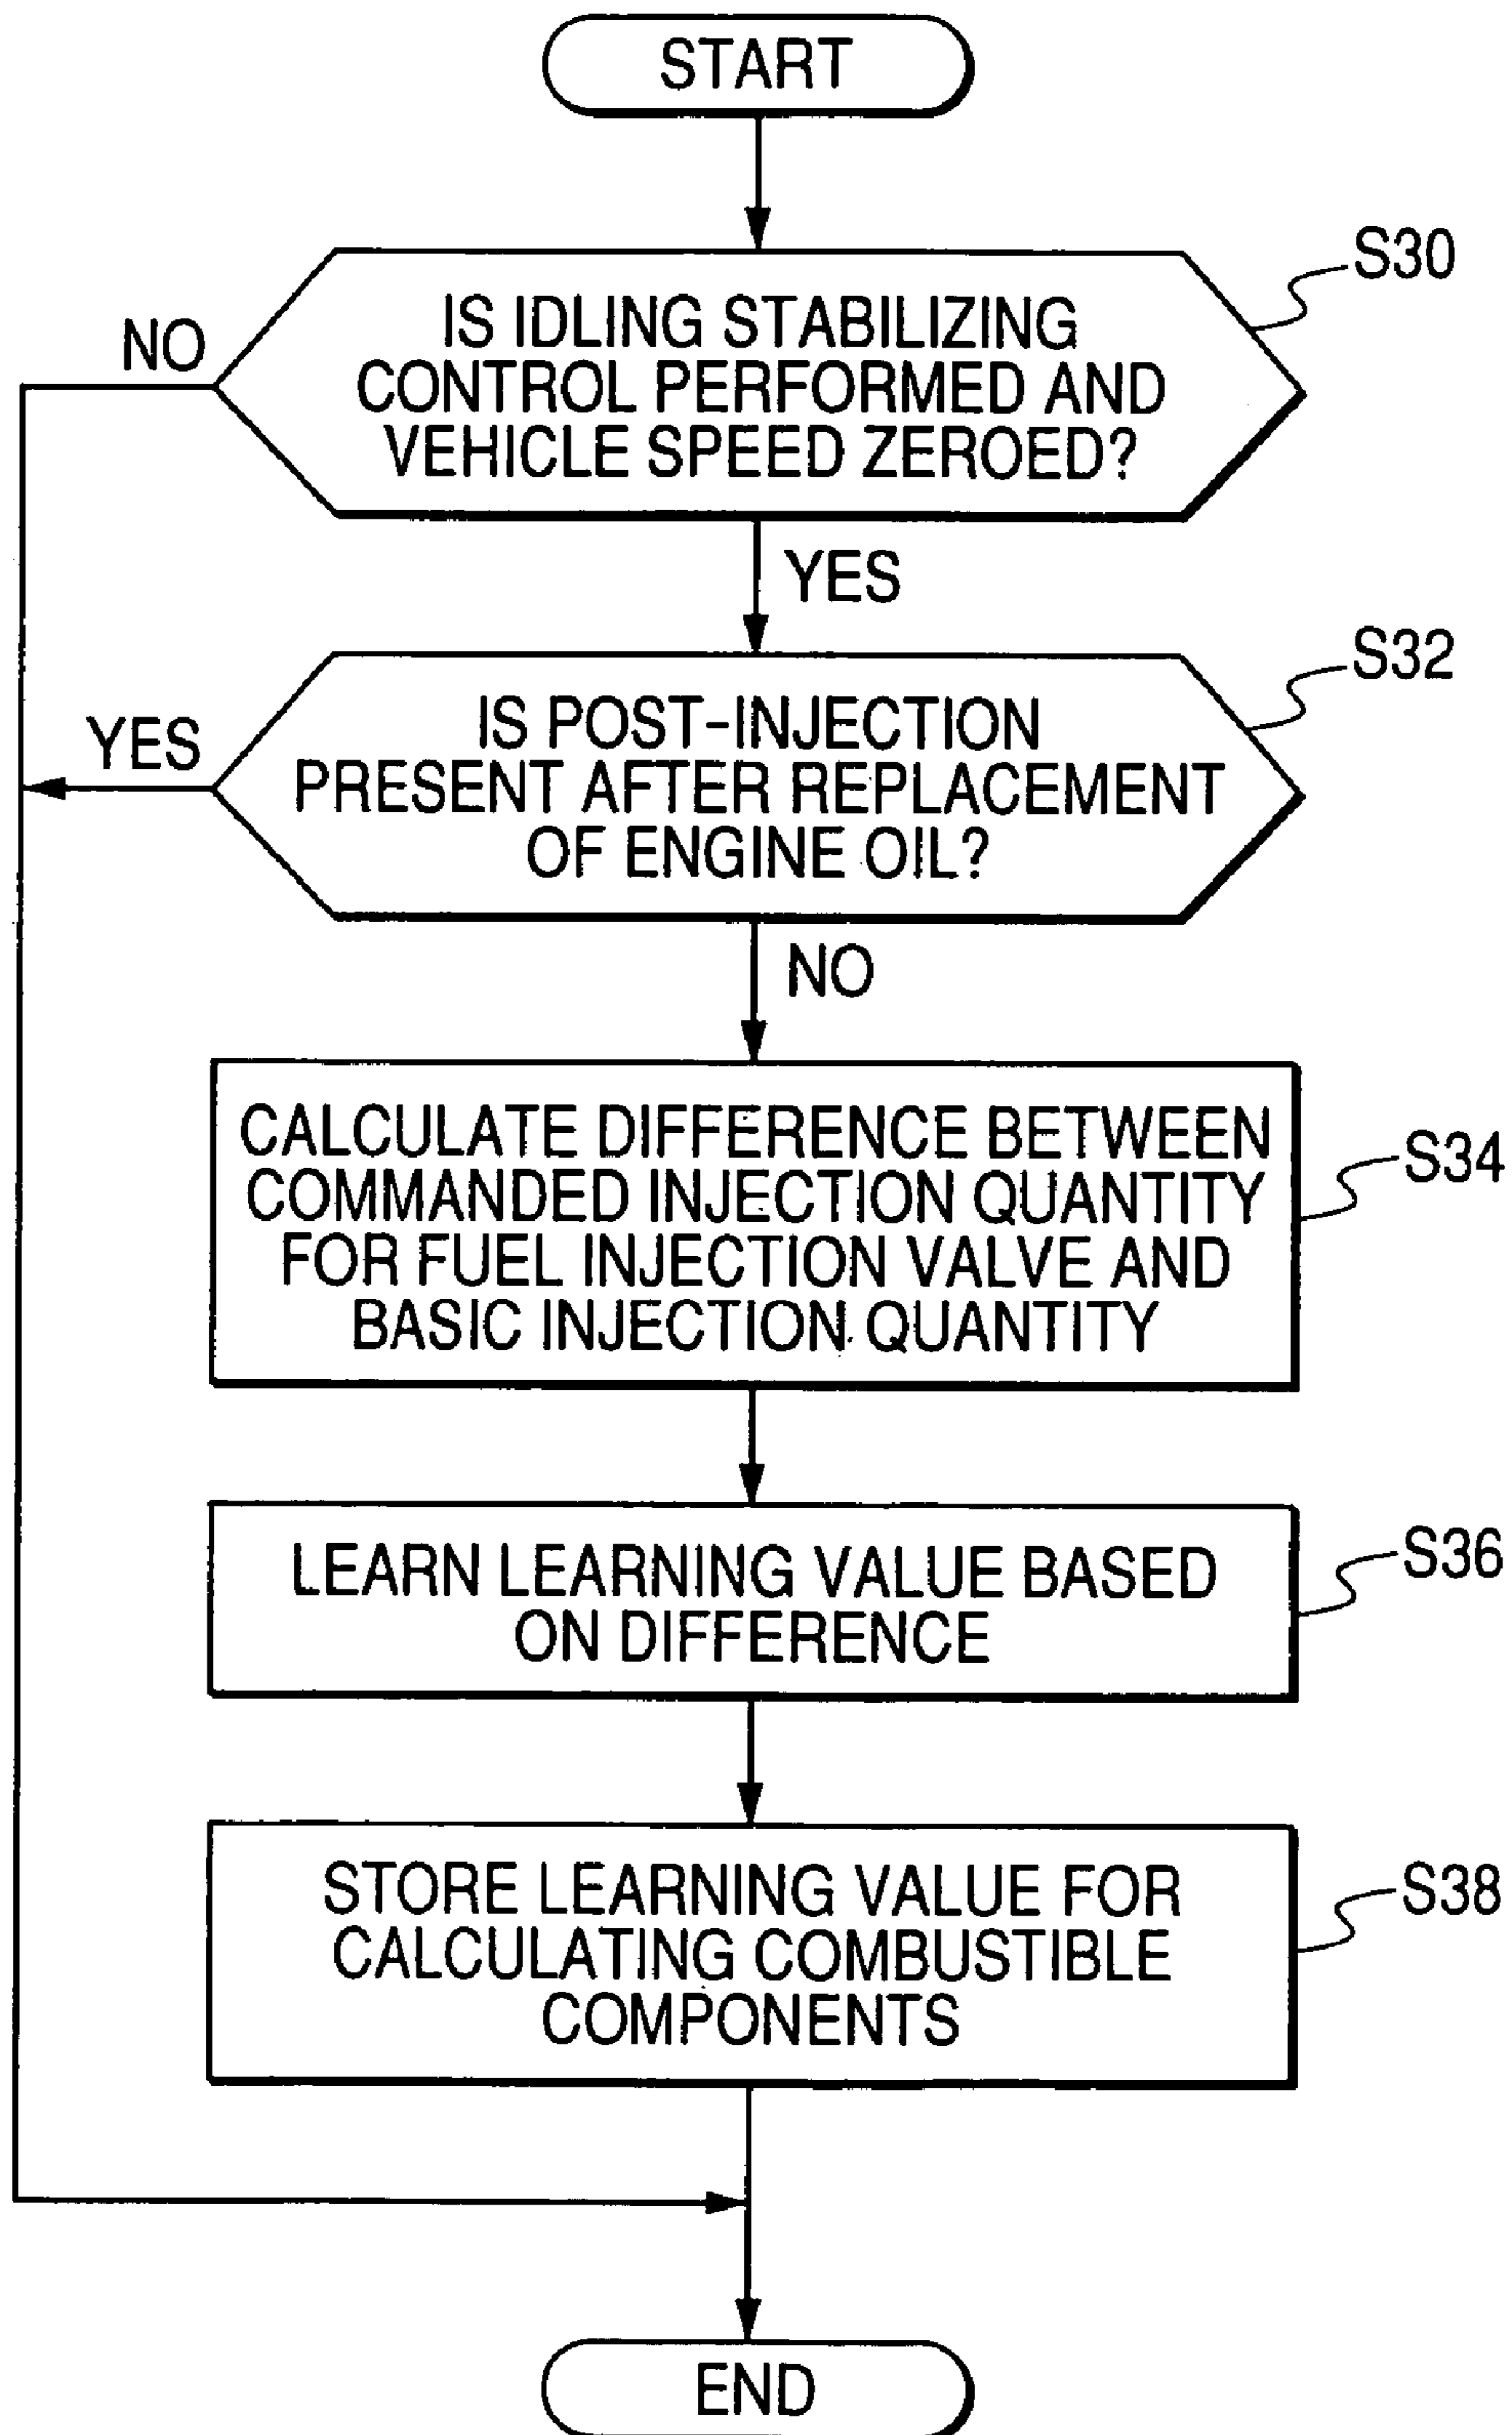 START
S30
NO
IS IDLING STABILIZING
CONTROL PERFORMED AND
VEHICLE SPEED ZEROED?
YES
S32
YES
IS POST-INJECTION
PRESENT AFTER REPLACEMENT
OF ENGINE OIL?
NO
CALCULATE DIFFERENCE BETWEEN
COMMANDED INJECTION QUANTITY
FOR FUEL INJECTION VALVE AND
BASIC INJECTION QUANTITY
S34
LEARN LEARNING VALUE BASED
ON DIFFERENCE
S36
STORE LEARNING VALUE FOR
CALCULATING COMBUSTIBLE
COMPONENTS
S38
END